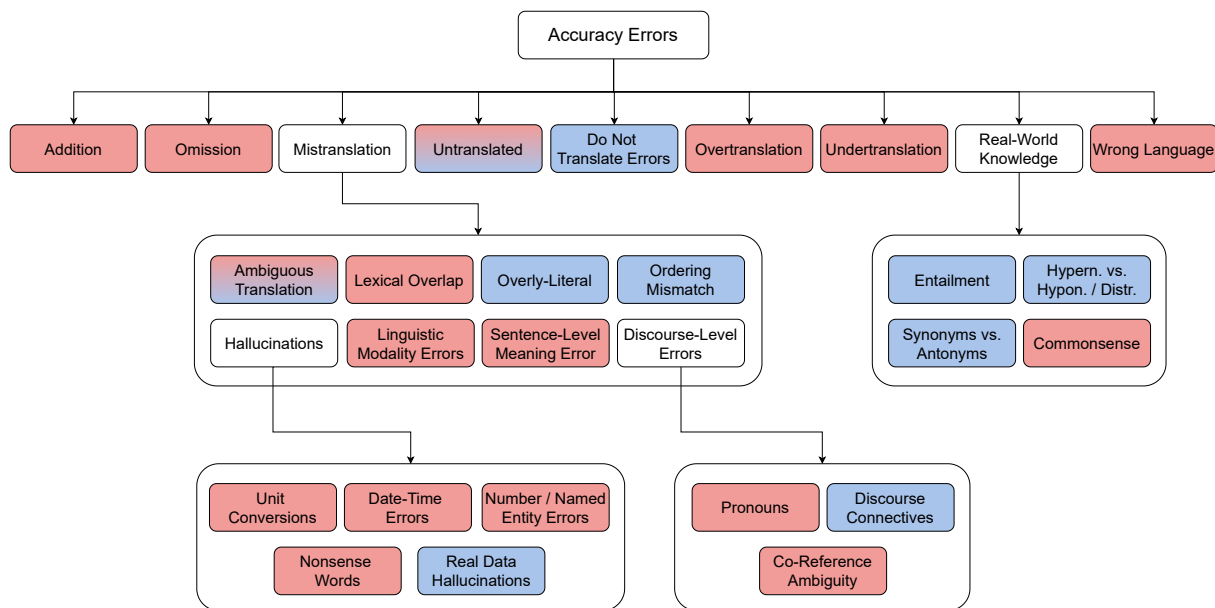 Accuracy Errors
Addition
Omission
Mistranslation
Untranslated
Do Not
Translate Errors
Overtranslation
Undertranslation
Real-World
Knowledge
Wrong Language
Ambiguous
Translation
Lexical Overlap
Overly-Literal
Ordering
Mismatch
Hallucinations
Linguistic
Modality Errors
Sentence-Level
Meaning Error
Discourse-Level
Errors
Entailment
Hypern. vs.
Hypon. / Distr.
Synonyms vs.
Antonyms
Commonsense
Unit
Conversions
Date-Time
Errors
Number / Named
Entity Errors
Nonsense
Words
Real Data
Hallucinations
Pronouns
Discourse
Connectives
Co-Reference
Ambiguity